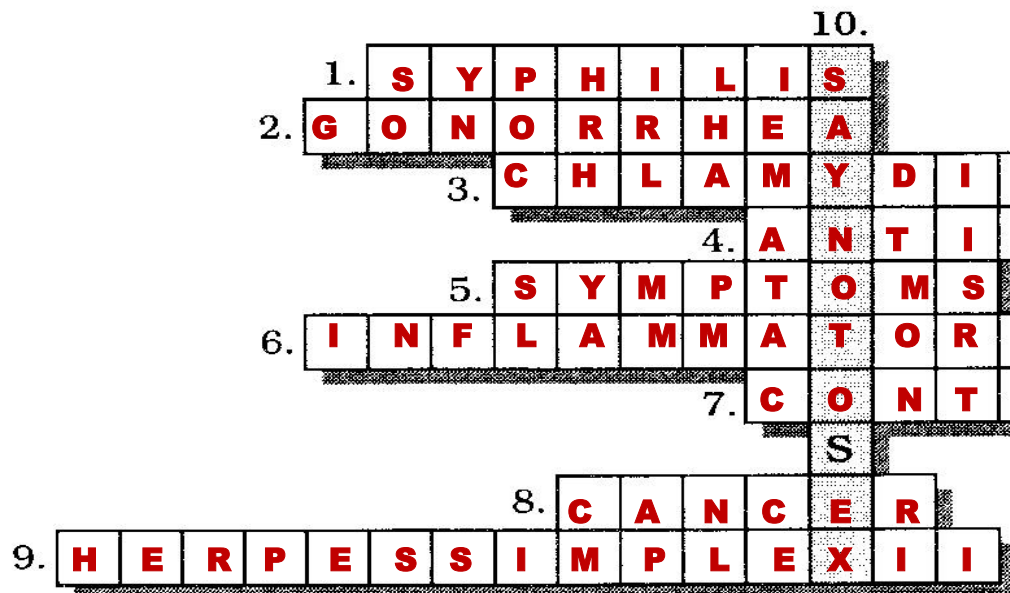 10.
1. SYPHILIS
2. GONORRHEA
3. CHLAMYDI
4. ANTI
5. SYMPTOMS
6. INFLAMMATOR
7. CONT
S
8. CANCER
9. HERPESSIMPLEXII